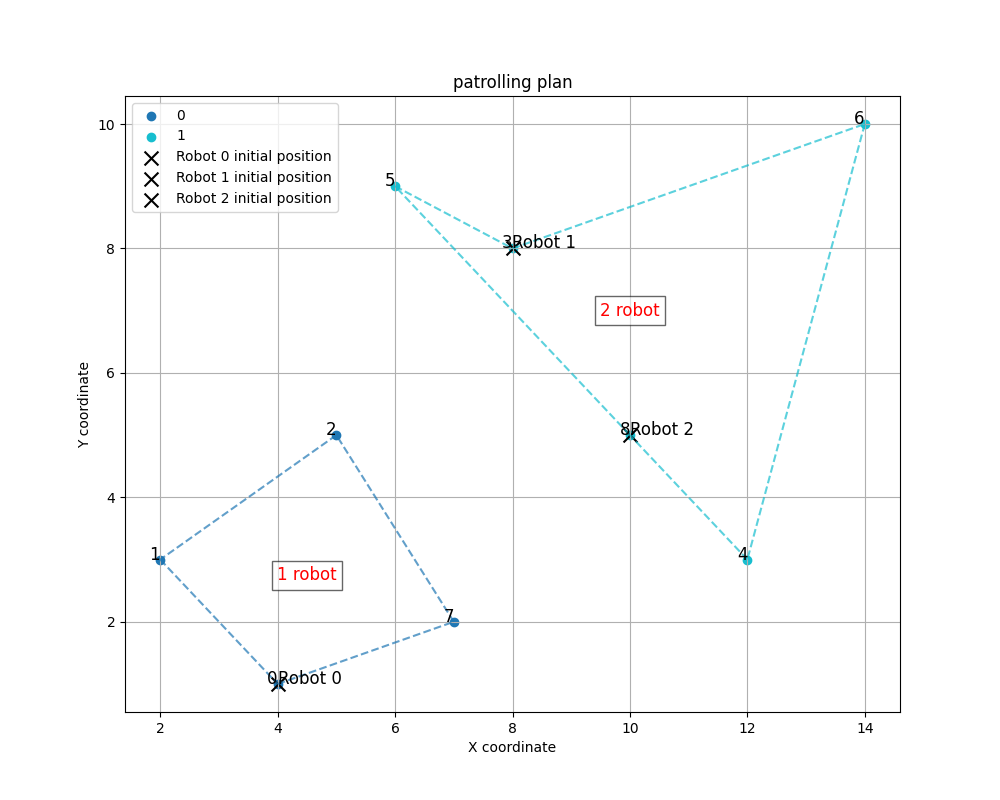 patrolling plan
0
1
Robot 0 initial position
Robot 1 initial position
Robot 2 initial position
10
8
6
4
2
Y coordinate
6
5
3Robot 1
2 robot
2
8Robot 2
1
1 robot
4
7
0Robot 0
2 4 6 8 10 12 14
X coordinate